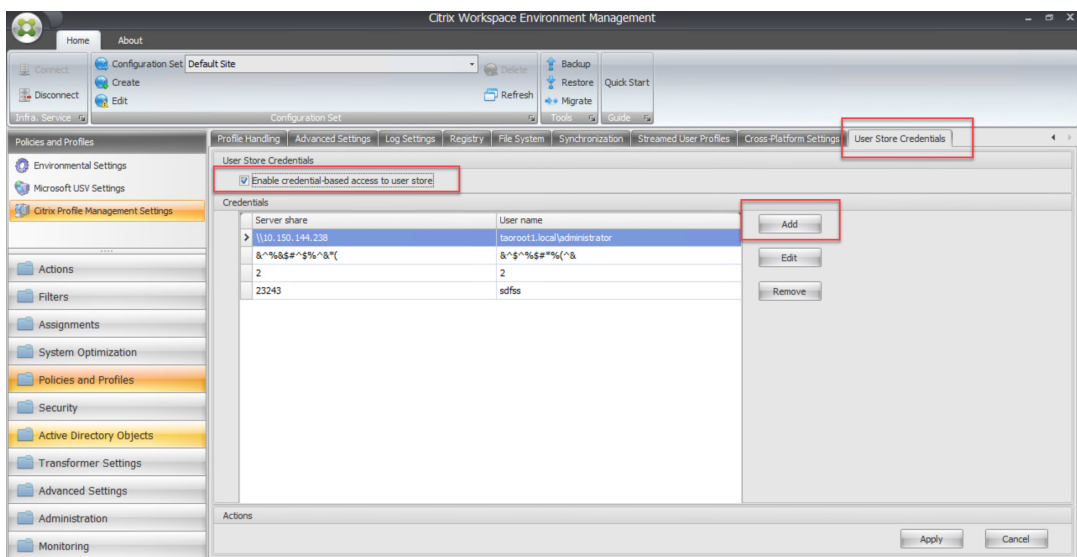 Citrix Workspace Environment Management
Home About
Connect
Disconnect
Infra. Service
Configuration Set Default Site
Create
Edit
Delete
Refresh
Configuration Set
Backup
Restore
Migrate
Tools
Quick Start
Guide
Policies and Profiles
Environmental Settings
Microsoft USV Settings
Citrix Profile Management Settings
Actions
Filters
Assignments
System Optimization
Policies and Profiles
Security
Active Directory Objects
Transformer Settings
Advanced Settings
Administration
Monitoring
Profile Handling Advanced Settings Log Settings Registry File System Synchronization Streamed User Profiles Cross-Platform Settings User Store Credentials
User Store Credentials
Enable credential-based access to user store
Credentials
Server share User name
\\10.150.144.238 taoroot1.local\administrator
&^%&$#^$%^&*( &^$^%$#*%(^&
2 2
23243 sdfss
Add
Edit
Remove
Actions
Apply Cancel